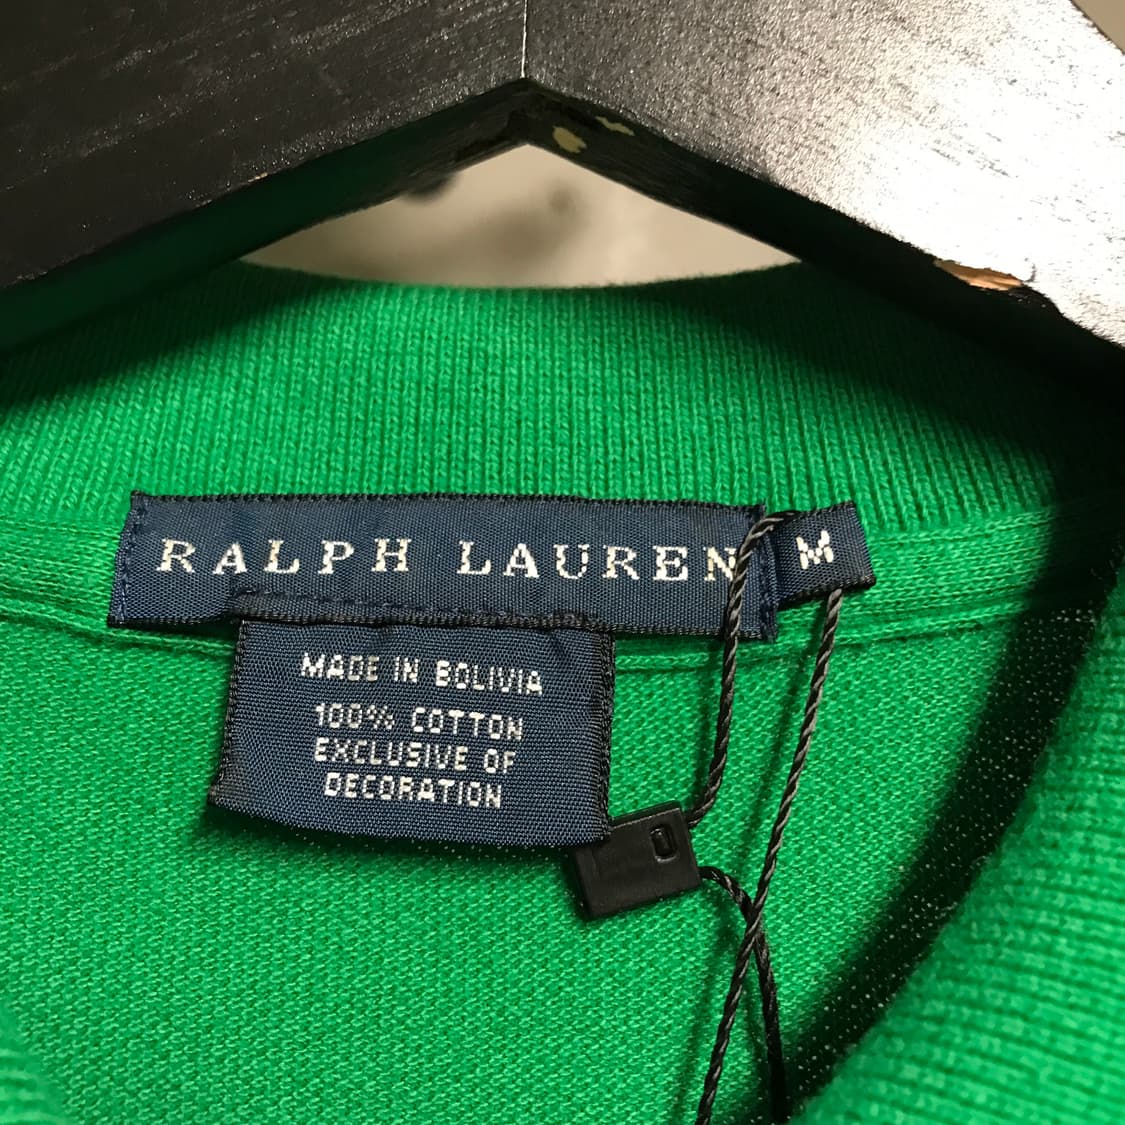 RALPH LAUREN
M
MADE IN BOLIVIA
100% COTTON
EXCLUSIVE OF
DECORATION